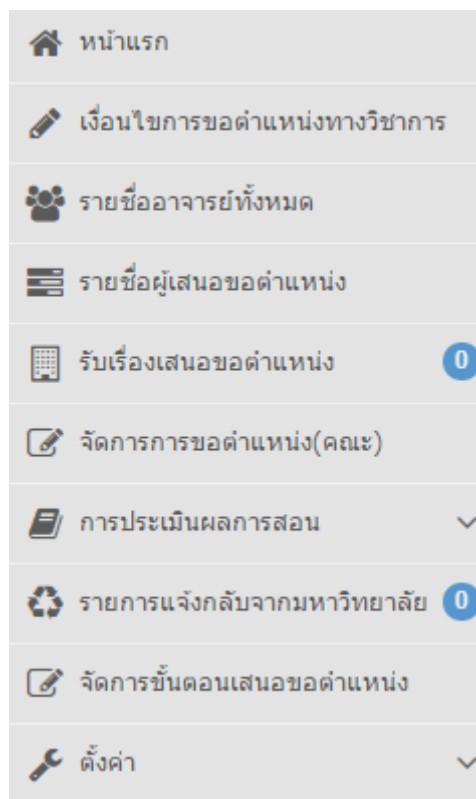 หน้าแรก
เงื่อนไขการขอตำแหน่งทางวิชาการ
รายชื่ออาจารย์ทั้งหมด
รายชื่อผู้เสนอขอตำแหน่ง
รับเรื่องเสนอขอตำแหน่ง 0
จัดการการขอตำแหน่ง(คณะ)
การประเมินผลการสอน
รายการแจ้งกลับจากมหาวิทยาลัย 0
จัดการขั้นตอนเสนอขอตำแหน่ง
ตั้งค่า